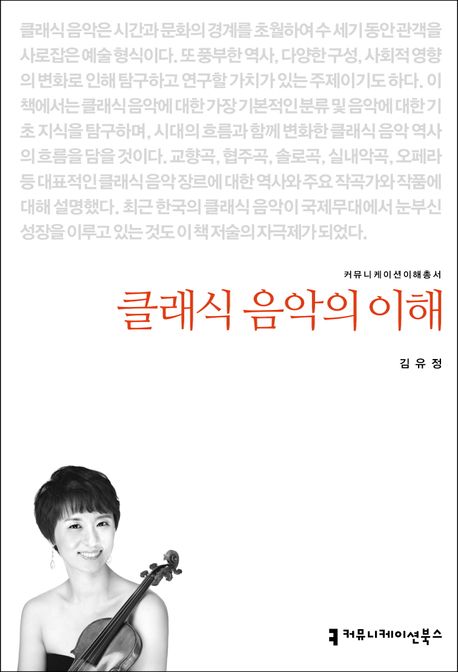 클래식 음악은 시간과 문화의 경계를 초월하여 수 세기 동안 관객을
사로잡은 예술 형식이다. 또 풍부한 역사, 다양한 구성, 사회적 영향
의 변화로 인해 탐구하고 연구할 가치가 있는 주제이기도 하다. 이
책에서는 클래식 음악에 대한 가장 기본적인 분류 및 음악에 대한 기
초 지식을 탐구하며, 시대의 흐름과 함께 변화한 클래식 음악 역사
의 흐름을 담을 것이다. 교향곡, 협주곡, 솔로곡, 실내악곡, 오페라
등 대표적인 클래식 음악 장르에 대한 역사와 주요 작곡가와 작품에
대해 설명했다. 최근 한국의 클래식 음악이 국제무대에서 눈부신
성장을 이루고 있는 것도 이 책 저술의 자극제가 되었다.
커뮤니케이션이해총서
클래식 음악의 이해
김유정
커뮤니케이션북스